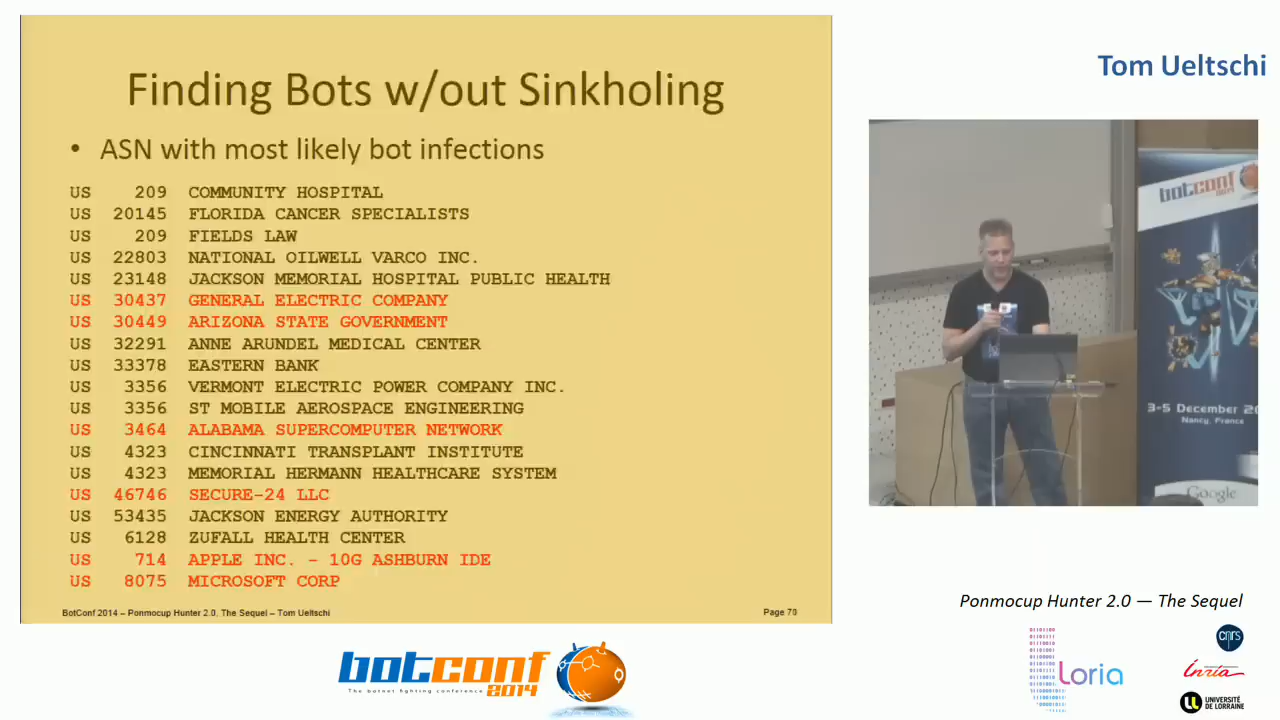 Finding Bots w/out Sinkholing
• ASN with most likely bot infections
US 209 COMMUNITY HOSPITAL
US 20145 FLORIDA CANCER SPECIALISTS
US 209 FIELDS LAW
US 22803 NATIONAL OILWELL VARCO INC.
US 23148 JACKSON MEMORIAL HOSPITAL PUBLIC HEALTH
US 30437 GENERAL ELECTRIC COMPANY
US 30449 ARIZONA STATE GOVERNMENT
US 32291 ANNE ARUNDEL MEDICAL CENTER
US 33378 EASTERN BANK
US 3356 VERMONT ELECTRIC POWER COMPANY INC.
US 3356 ST MOBILE AEROSPACE ENGINEERING
US 3464 ALABAMA SUPERCOMPUTER NETWORK
US 4323 CINCINNATI TRANSPLANT INSTITUTE
US 4323 MEMORIAL HERMANN HEALTHCARE SYSTEM
US 46746 SECURE-24 LLC
US 53435 JACKSON ENERGY AUTHORITY
US 6128 ZUFALL HEALTH CENTER
US 714 APPLE INC. - 10G ASHBURN IDE
US 8075 MICROSOFT CORP
BotConf 2014 – Ponmocup Hunter 2.0, The Sequel – Tom Ueltschi
Page 70
Tom Ueltschi
botconf
2014
3-5 December 20
Nancy, France
Google
Ponmocup Hunter 2.0 — The Sequel
botconf
The botnet fighting conference 2014
Loria
cnrs
Inria
UNIVERSITÉ
DE LORRAINE